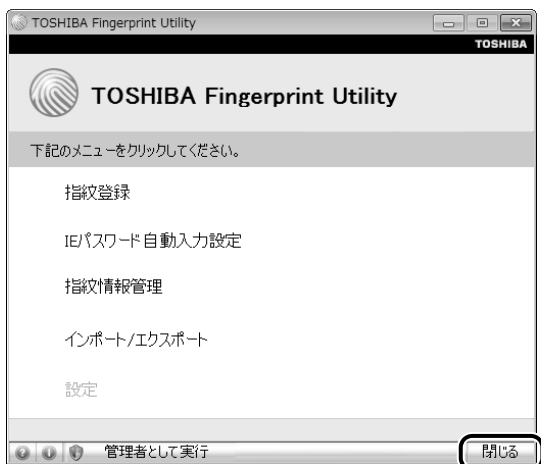 TOSHIBA Fingerprint Utility
TOSHIBA
TOSHIBA Fingerprint Utility
下記のメニューをクリックしてください。
指紋登録
IEパスワード自動入力設定
指紋情報管理
インポート/エクスポート
設定
管理者として実行
閉じる